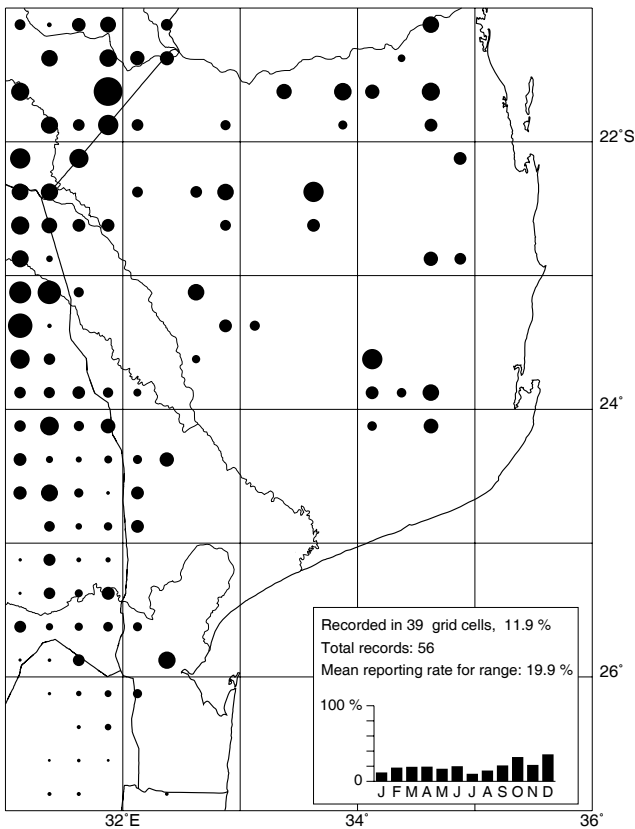 22˚S
24˚
Recorded in 39 grid cells, 11.9 %
Total records: 56
Mean reporting rate for range: 19.9 %
26˚
100 %
0
J F M A M J J A S O N D
32˚E
34˚
36˚